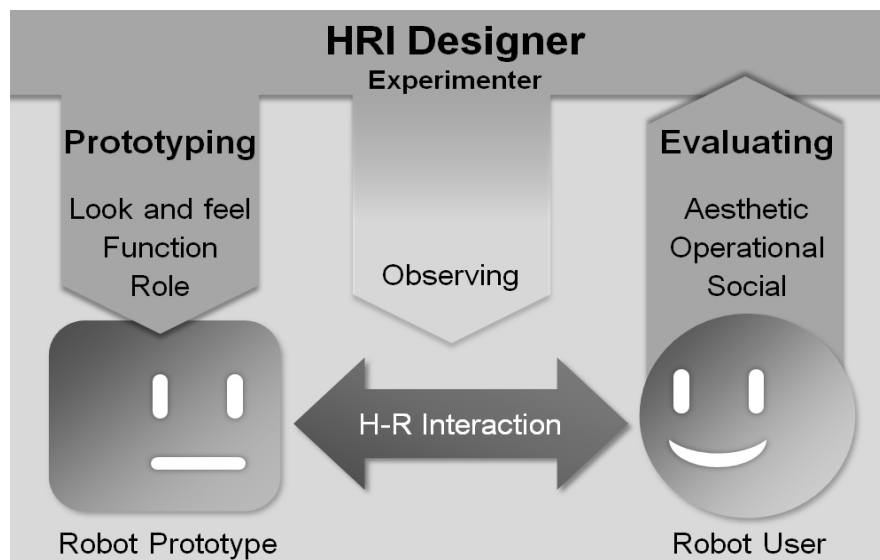 HRI Designer
Experimenter
Prototyping
Look and feel
Function
Role
Observing
Evaluating
Aesthetic
Operational
Social
H-R Interaction
Robot Prototype
Robot User